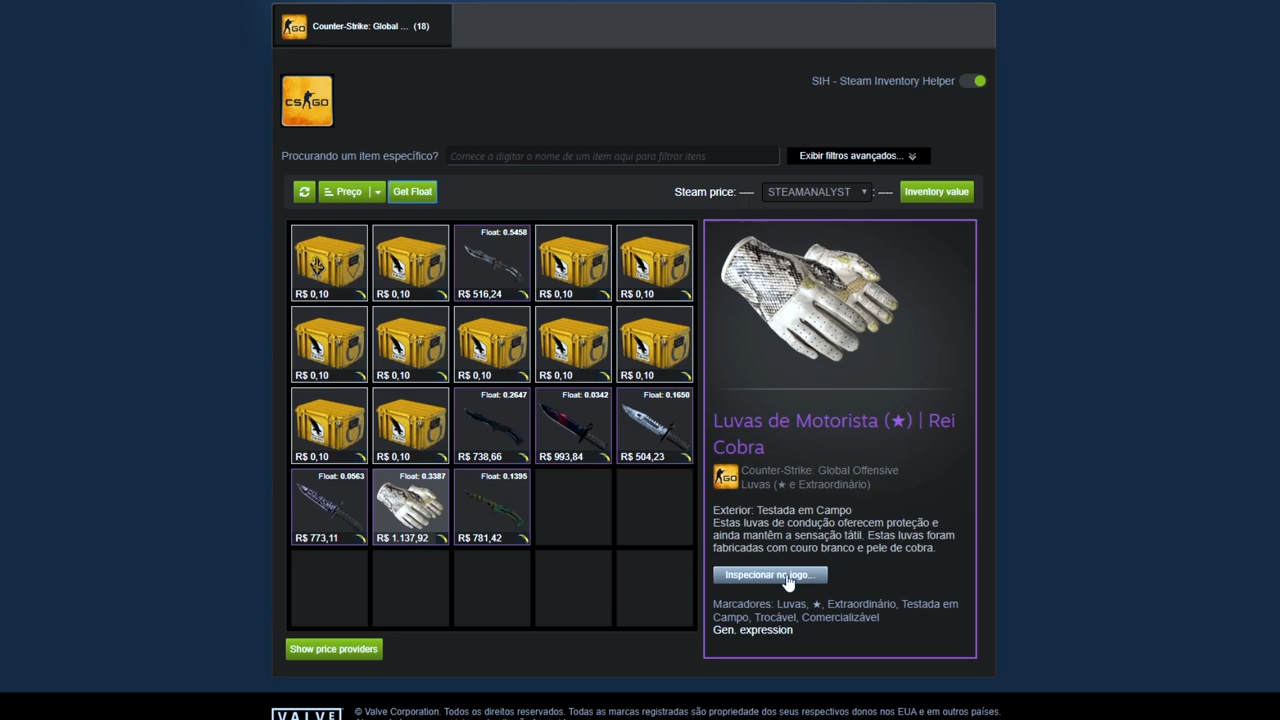 GO Counter-Strike: Global ... (18)
SIH - Steam Inventory Helper
CS GO
Procurando um item específico? Comece a digitar o nome de um item aqui para filtrar itens Exibir filtros avançados...
Preço Get Float Steam price: ---- STEAMANALYST : ---- Inventory value
Float: 0.5458
R$ 0,10 R$ 0,10 R$ 516,24 R$ 0,10 R$ 0,10
R$ 0,10 R$ 0,10 R$ 0,10 R$ 0,10 R$ 0,10
Float: 0.2647 Float: 0.0342 Float: 0.1650
R$ 0,10 R$ 0,10 R$ 738,66 R$ 993,84 R$ 504,23
Float: 0.0563 Float: 0.3387 Float: 0.1395
R$ 773,11 R$ 1.137,92 R$ 781,42
Luvas de Motorista (★) | Rei
Cobra
GO Counter-Strike: Global Offensive
Luvas (★ e Extraordinário)
Exterior: Testada em Campo
Estas luvas de condução oferecem proteção e
ainda mantêm a sensação tátil. Estas luvas foram
fabricadas com couro branco e pele de cobra.
Inspecionar no jogo...
Marcadores: Luvas, ★, Extraordinário, Testada em
Campo, Trocável, Comercializável
Gen. expression
Show price providers
VALVE © Valve Corporation. Todos os direitos reservados. Todas as marcas registradas são propriedade dos seus respectivos donos nos EUA e em outros países.